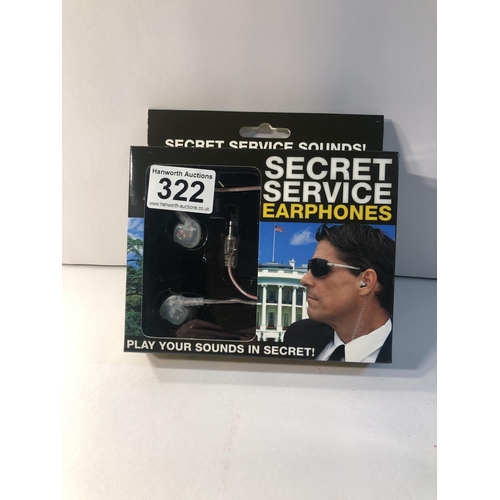 SECRET SERVICE SOUNDS!
Hanworth Auctions
322
www.hanworth-auctions.co.uk
SECRET
SERVICE
EARPHONES
PLAY YOUR SOUNDS IN SECRET!